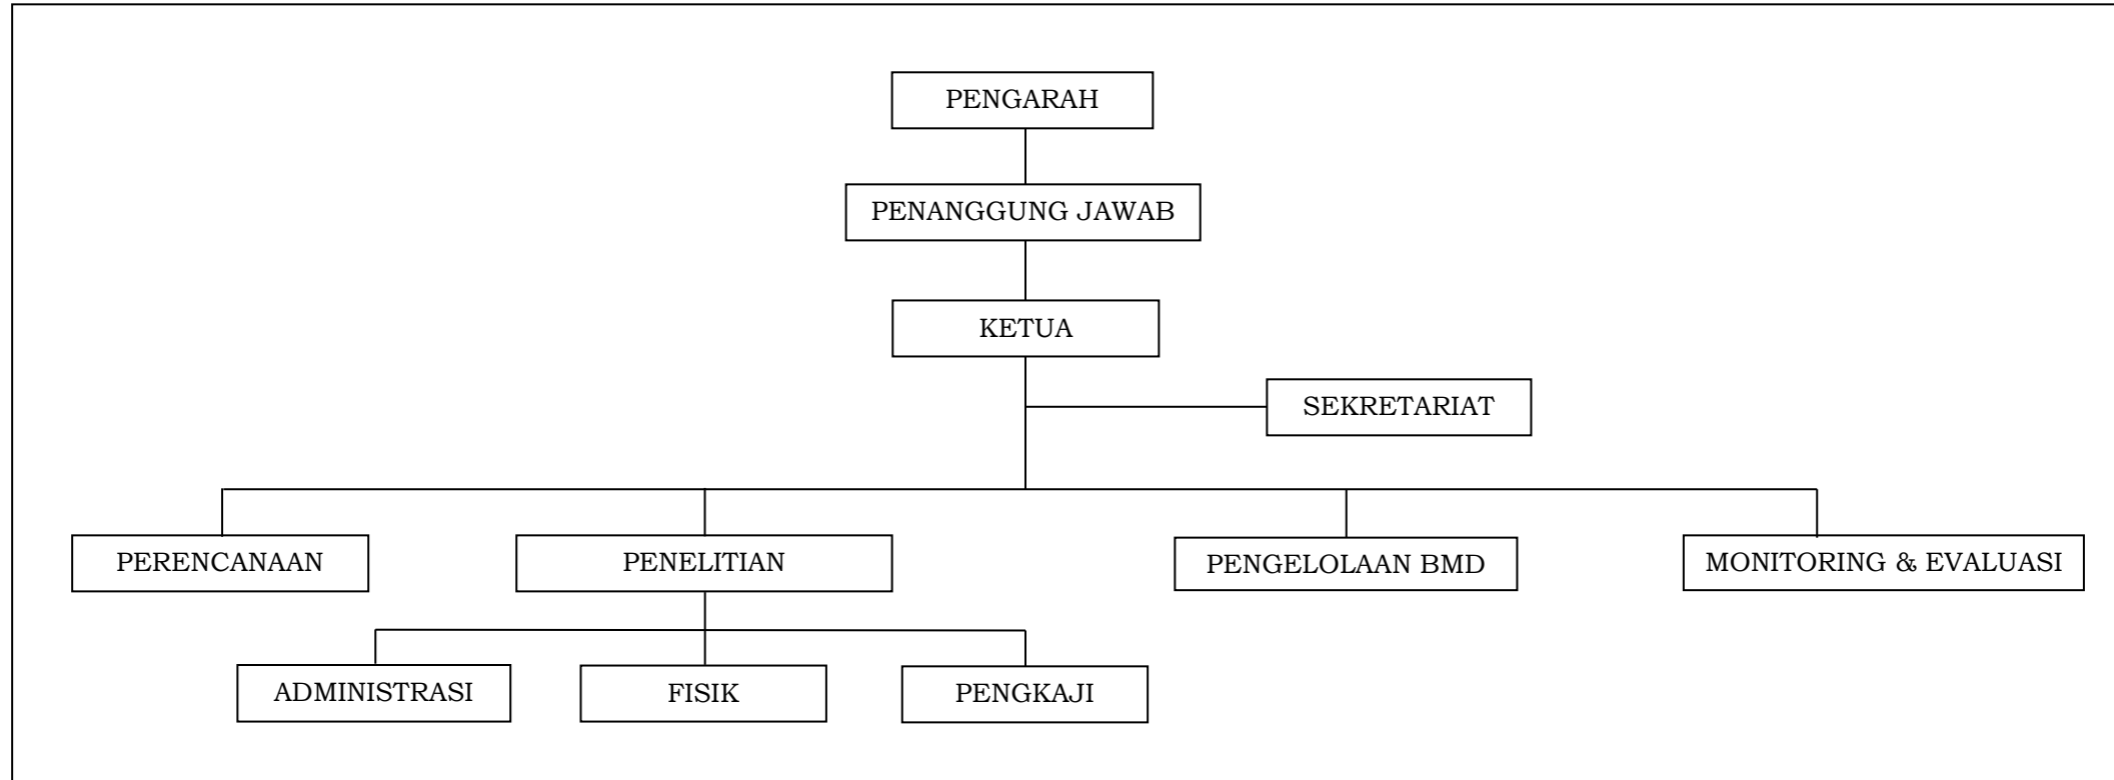 PENGARAH
PENANGGUNG JAWAB
KETUA
SEKRETARIAT
PERENCANAAN
PENELITIAN
PENGELOLAAN BMD
MONITORING & EVALUASI
ADMINISTRASI
FISIK
PENGKAJI